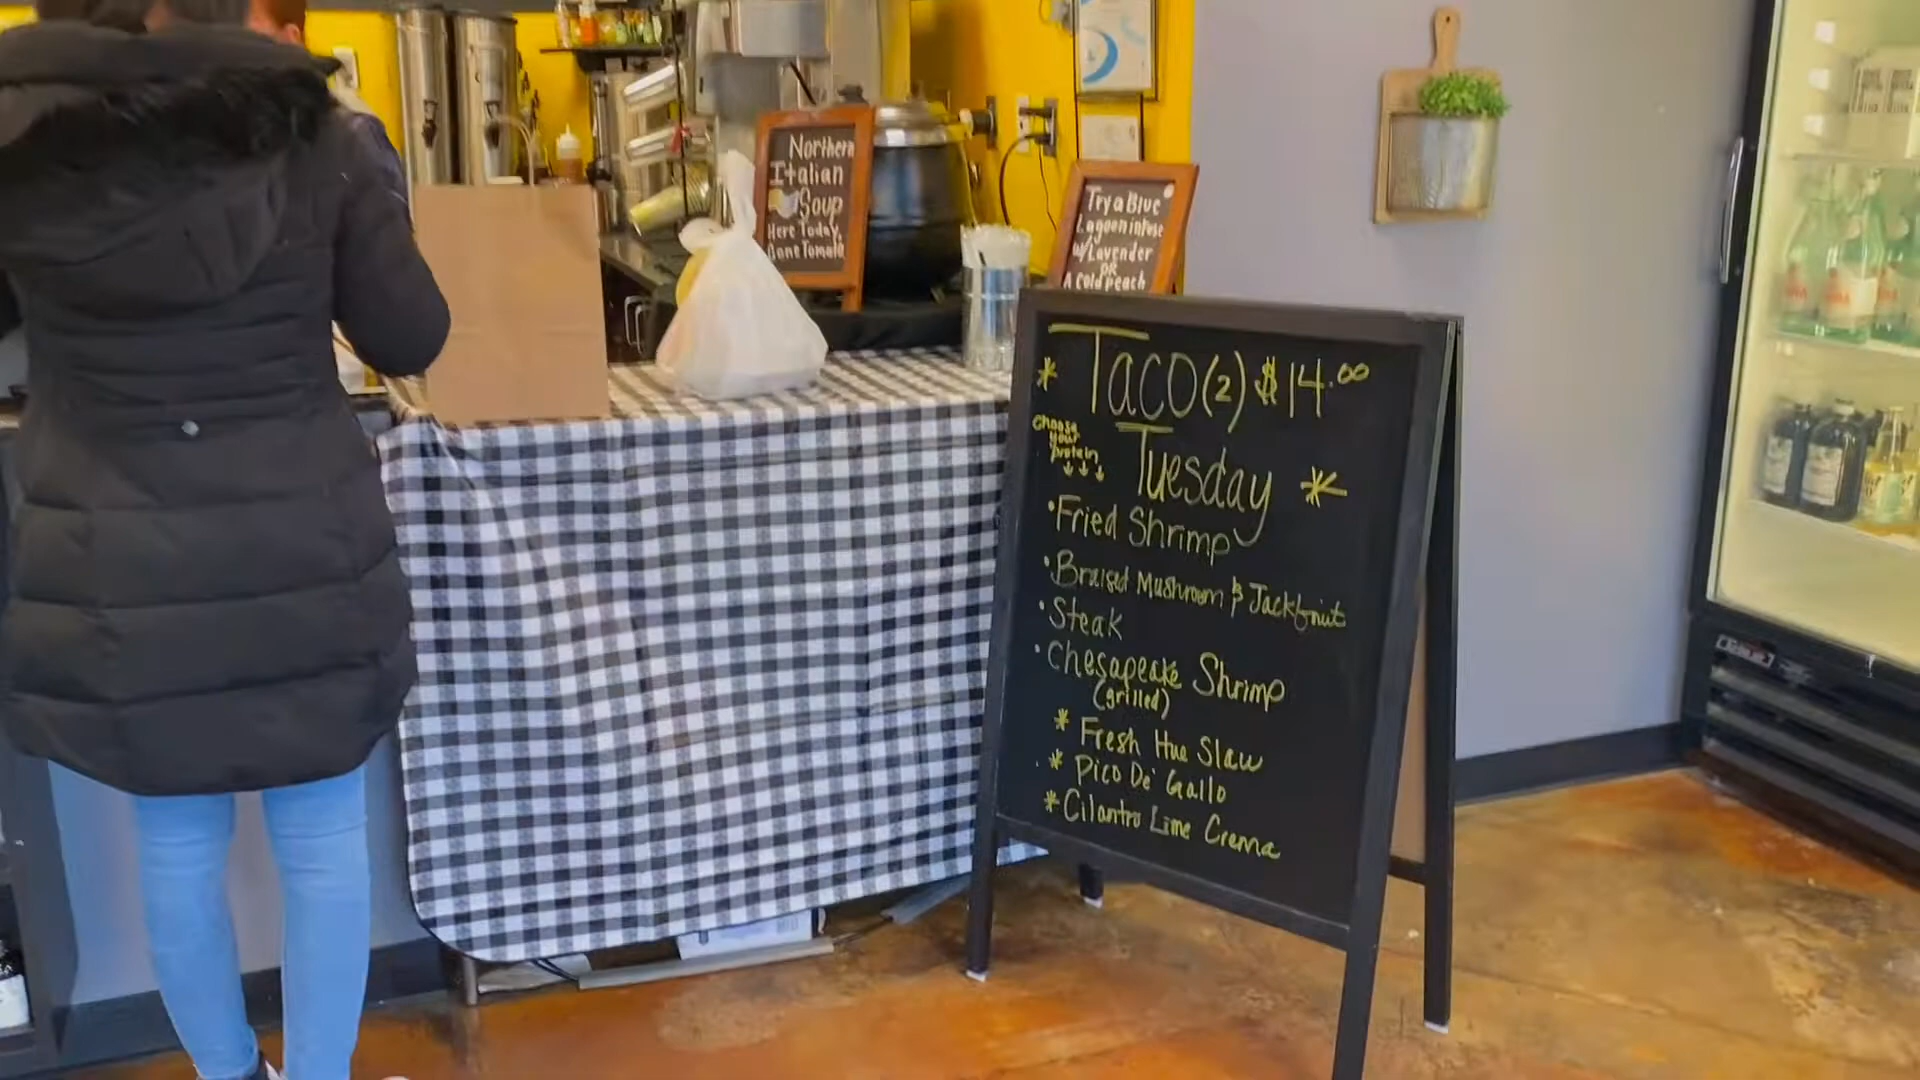 Northern
Italian
Soup
Here Today,
Gone Tomato
Try a Blue
Lagoon infuse
w/Lavender
OR
A Cold peach
* Taco (2) $14.00
Choose
your
protein
↓↓↓
Tuesday *
•Fried Shrimp
•Braised Mushroom & Jackfruit
•Steak
•Chesapeake Shrimp
(grilled)
* Fresh Hue Slaw
* Pico De' Gallo
* Cilantro Lime Crema